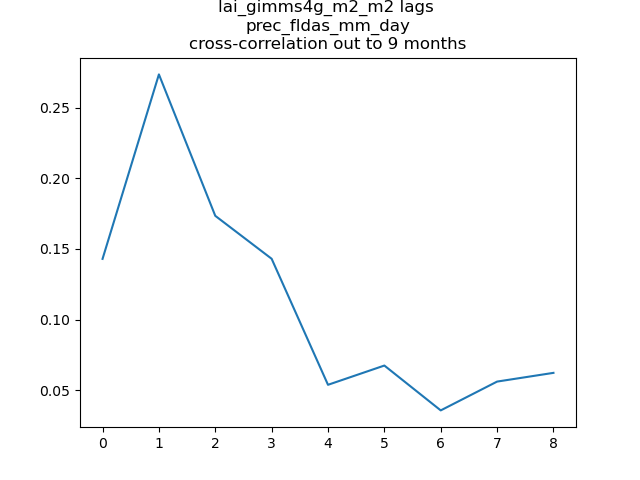 lai_gimms4g_m2_m2 lags
prec_fldas_mm_day
cross-correlation out to 9 months
0.25
0.20
0.15
0.10
0.05
0 1 2 3 4 5 6 7 8